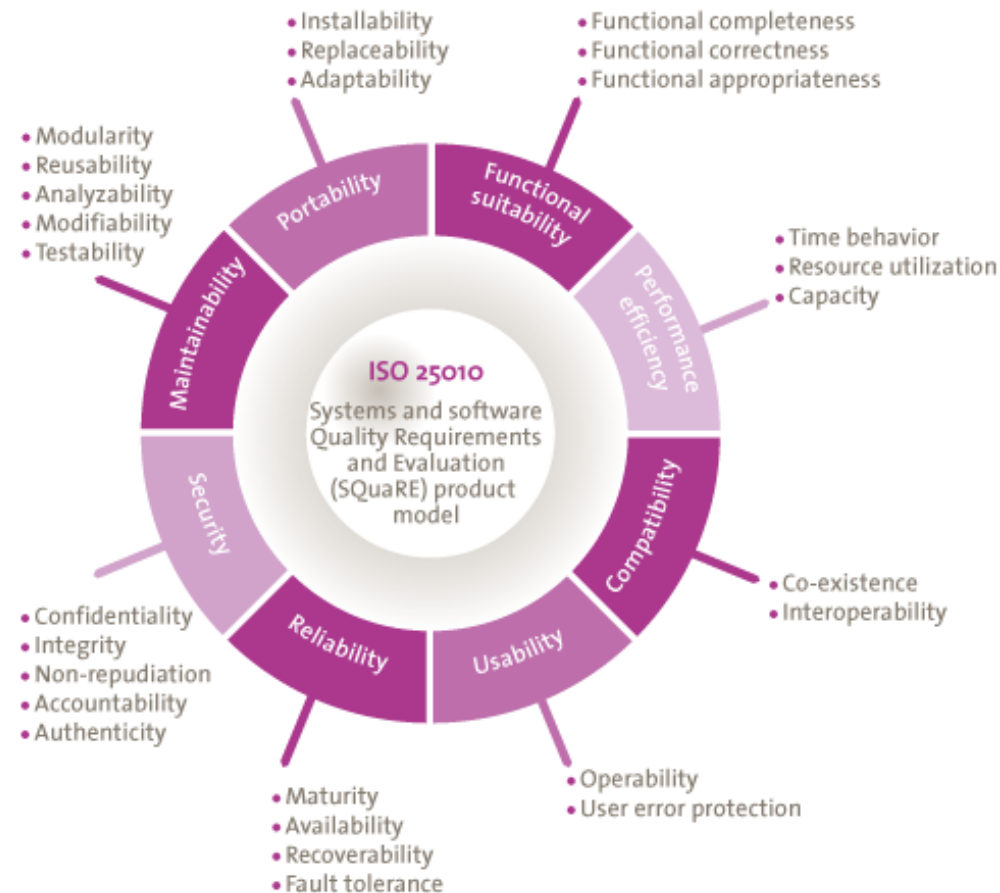 • Installability
• Replaceability
• Adaptability
• Functional completeness
• Functional correctness
• Functional appropriateness
• Modularity
• Reusability
• Analyzability
• Modifiability
• Testability
Portability
Functional
suitability
• Time behavior
• Resource utilization
• Capacity
Maintainability
Performance
efficiency
ISO 25010
Systems and software
Quality Requirements
and Evaluation
(SQuaRE) product
model
Security
Compatibility
• Co-existence
• Interoperability
• Confidentiality
• Integrity
• Non-repudiation
• Accountability
• Authenticity
Reliability
Usability
• Operability
• User error protection
• Maturity
• Availability
• Recoverability
• Fault tolerance